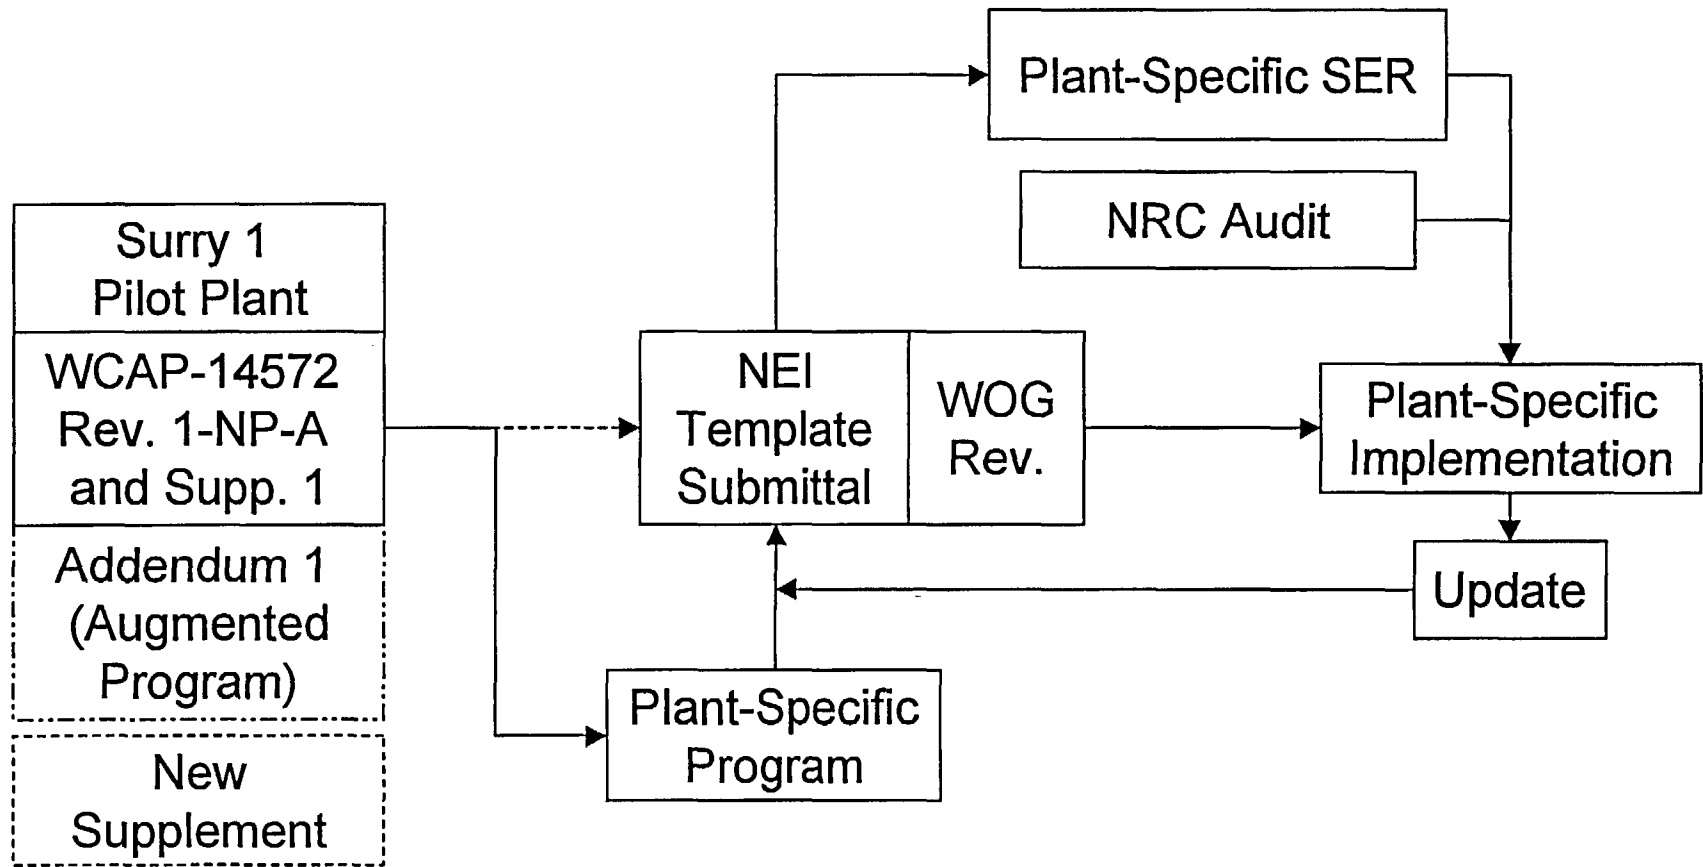 Surry 1
Pilot Plant
WCAP-14572
Rev. 1-NP-A
and Supp. 1
Addendum 1
(Augmented
Program)
New
Supplement
NEI
Template
Submittal
WOG
Rev.
Plant-Specific
Program
Plant-Specific SER
NRC Audit
Plant-Specific
Implementation
Update